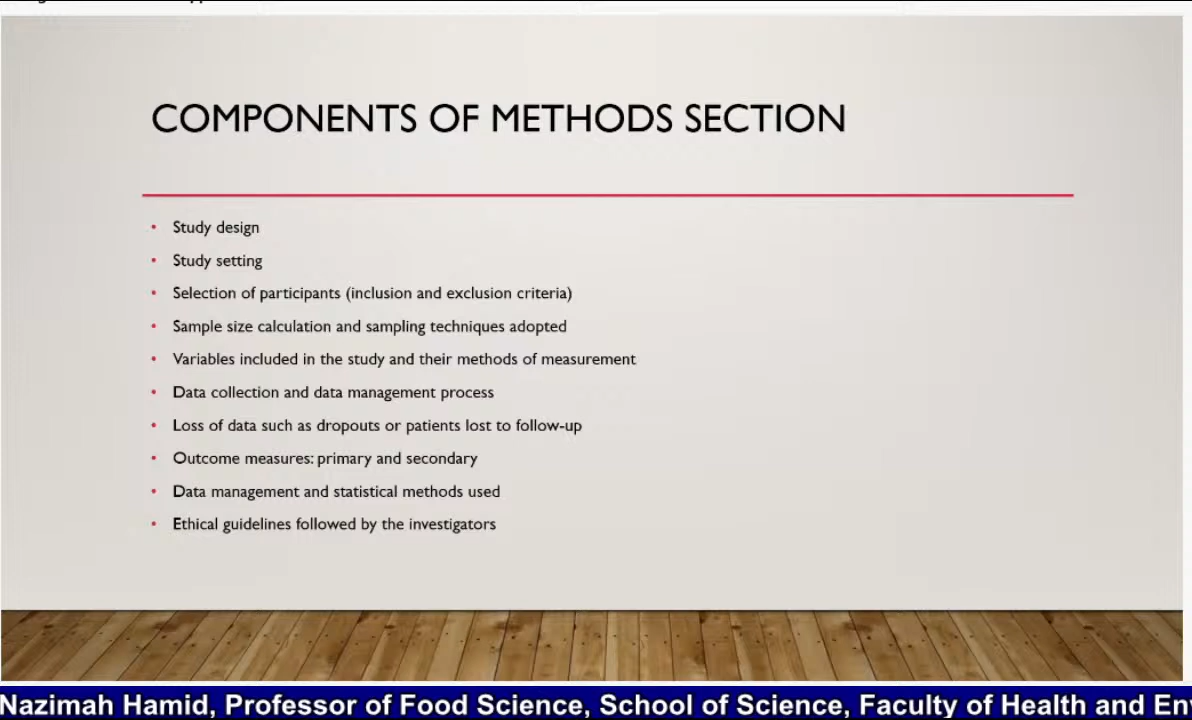 COMPONENTS OF METHODS SECTION
• Study design
• Study setting
• Selection of participants (inclusion and exclusion criteria)
• Sample size calculation and sampling techniques adopted
• Variables included in the study and their methods of measurement
• Data collection and data management process
• Loss of data such as dropouts or patients lost to follow-up
• Outcome measures: primary and secondary
• Data management and statistical methods used
• Ethical guidelines followed by the investigators
Nazimah Hamid, Professor of Food Science, School of Science, Faculty of Health and